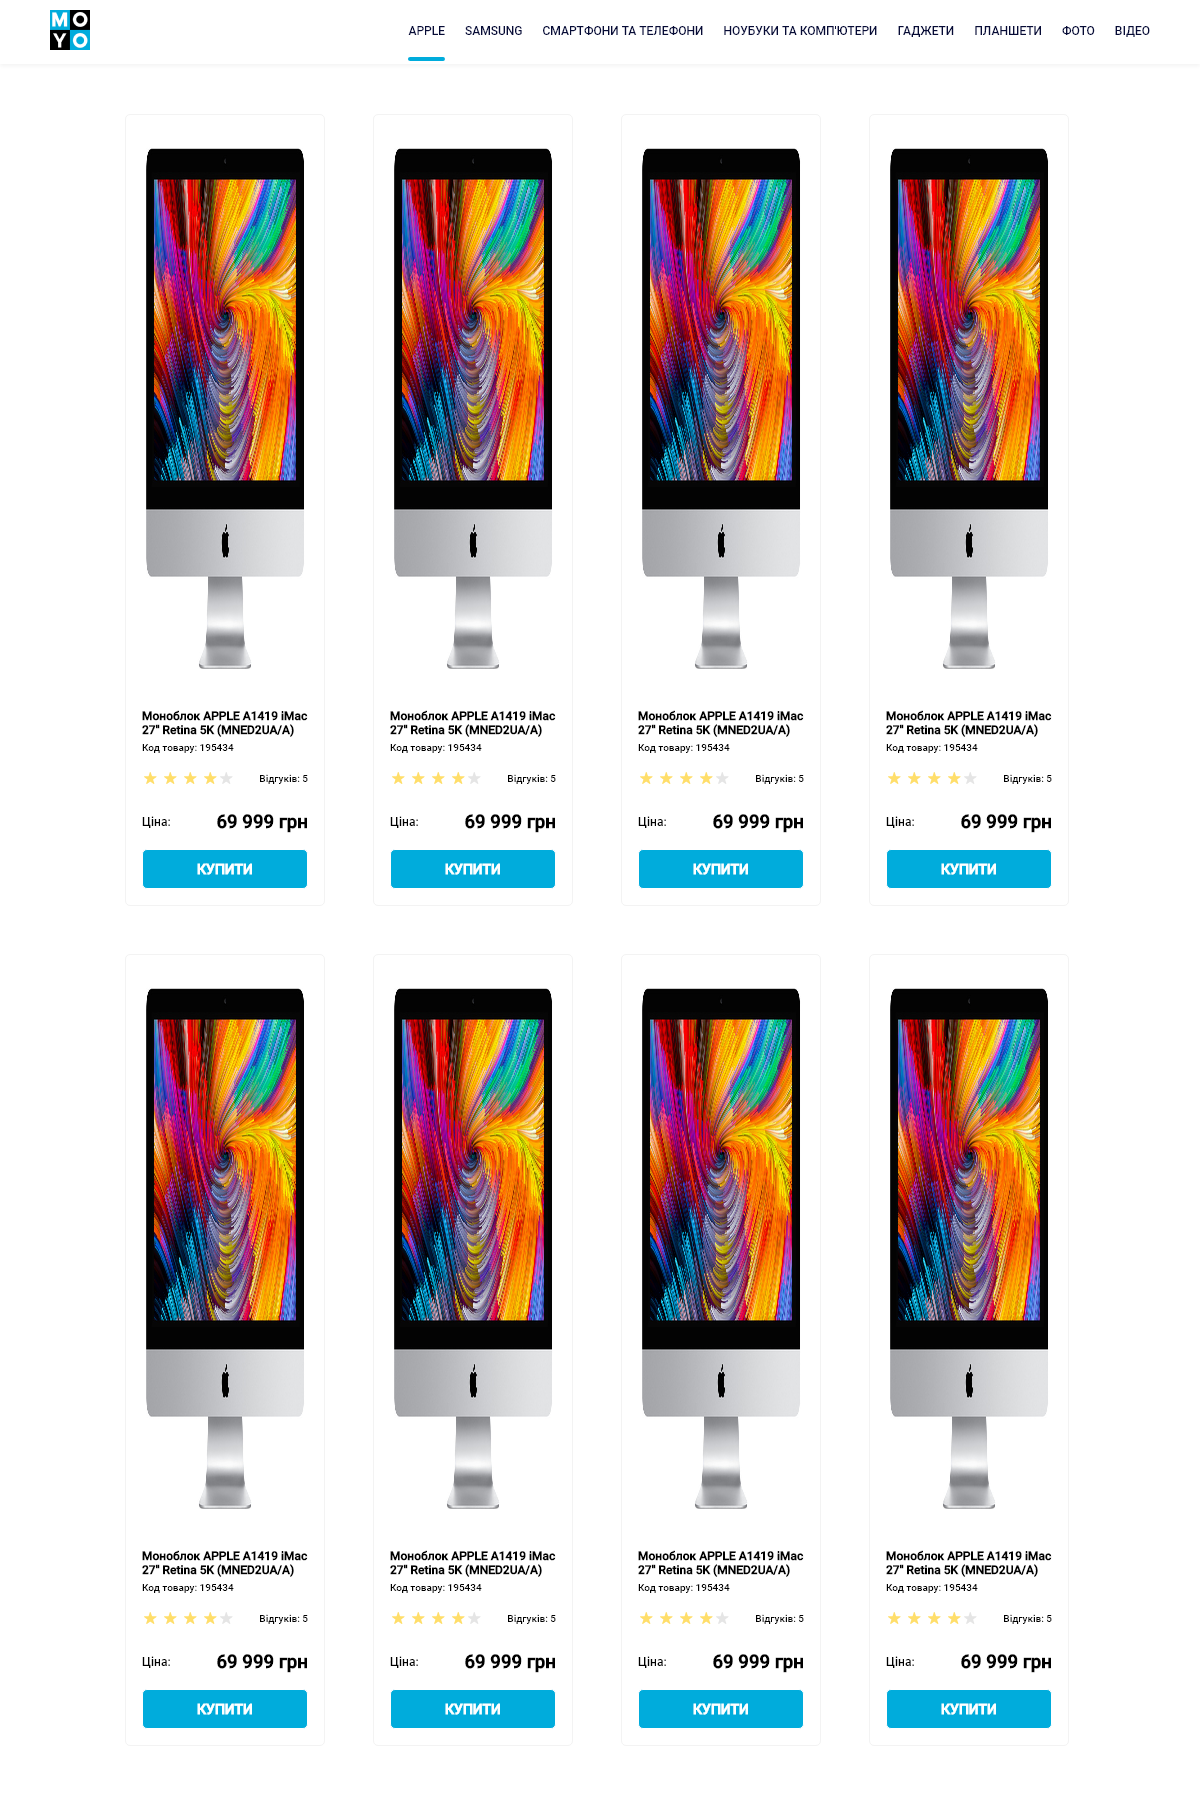 MO
YO
APPLE SAMSUNG СМАРТФОНИ ТА ТЕЛЕФОНИ НОУБУКИ ТА КОМП'ЮТЕРИ ГАДЖЕТИ ПЛАНШЕТИ ФОТО ВІДЕО
Моноблок APPLE A1419 iMac
27" Retina 5K (MNED2UA/A)
Код товару: 195434
Відгуків: 5
Ціна: 69 999 грн
КУПИТИ
Моноблок APPLE A1419 iMac
27" Retina 5K (MNED2UA/A)
Код товару: 195434
Відгуків: 5
Ціна: 69 999 грн
КУПИТИ
Моноблок APPLE A1419 iMac
27" Retina 5K (MNED2UA/A)
Код товару: 195434
Відгуків: 5
Ціна: 69 999 грн
КУПИТИ
Моноблок APPLE A1419 iMac
27" Retina 5K (MNED2UA/A)
Код товару: 195434
Відгуків: 5
Ціна: 69 999 грн
КУПИТИ
Моноблок APPLE A1419 iMac
27" Retina 5K (MNED2UA/A)
Код товару: 195434
Відгуків: 5
Ціна: 69 999 грн
КУПИТИ
Моноблок APPLE A1419 iMac
27" Retina 5K (MNED2UA/A)
Код товару: 195434
Відгуків: 5
Ціна: 69 999 грн
КУПИТИ
Моноблок APPLE A1419 iMac
27" Retina 5K (MNED2UA/A)
Код товару: 195434
Відгуків: 5
Ціна: 69 999 грн
КУПИТИ
Моноблок APPLE A1419 iMac
27" Retina 5K (MNED2UA/A)
Код товару: 195434
Відгуків: 5
Ціна: 69 999 грн
КУПИТИ